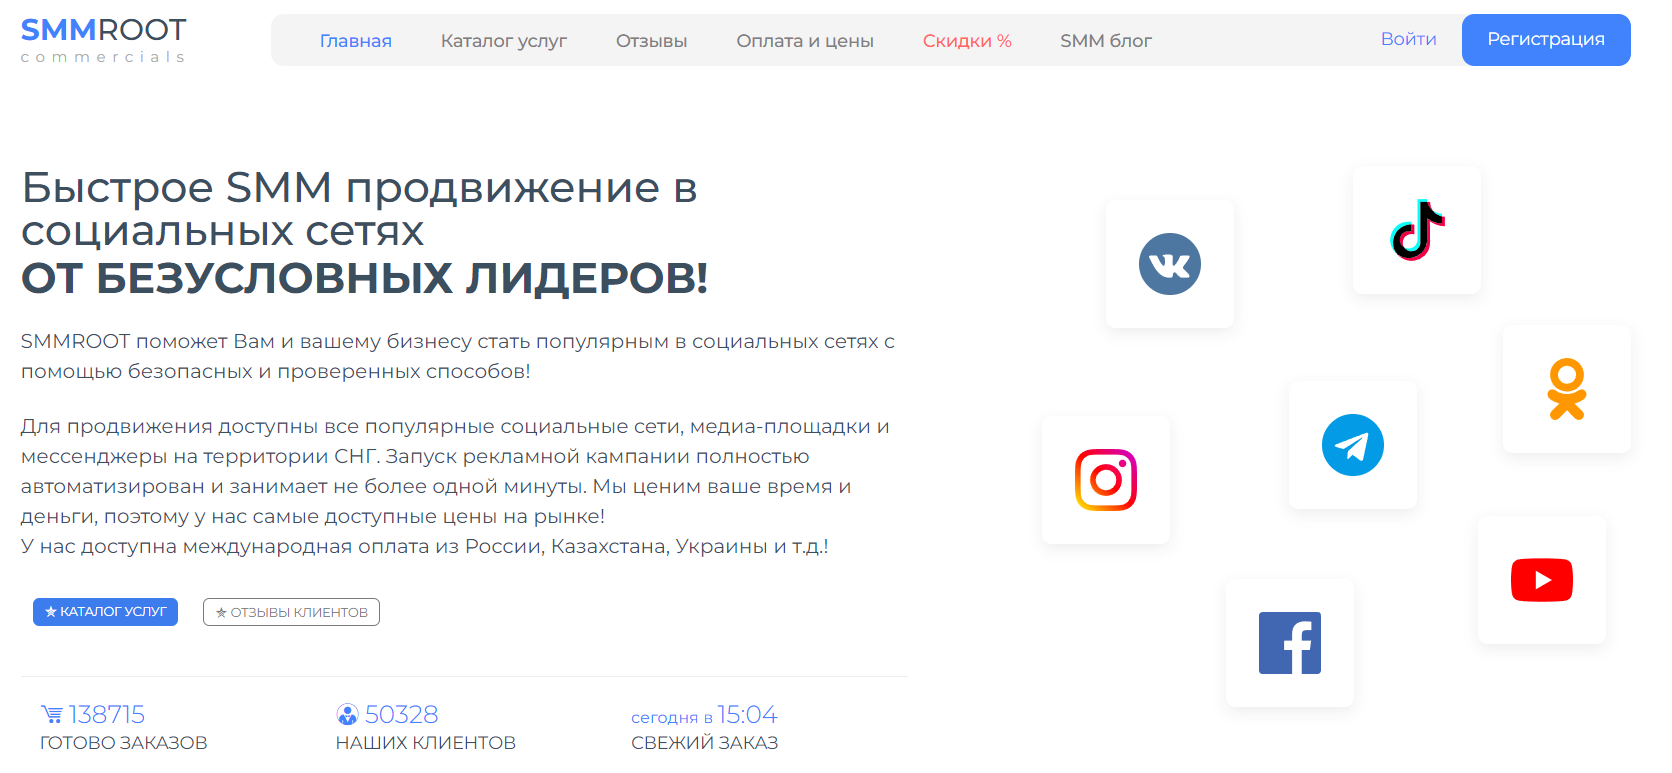 SMMROOT
commercials
Главная
Каталог услуг
Отзывы
Оплата и цены
Скидки %
SMM блог
Войти
Регистрация
Быстрое SMM продвижение в
социальных сетях
ОТ БЕЗУСЛОВНЫХ ЛИДЕРОВ!
SMMROOT поможет Вам и вашему бизнесу стать популярным в социальных сетях с
помощью безопасных и проверенных способов!
Для продвижения доступны все популярные социальные сети, медиа-площадки и
мессенджеры на территории СНГ. Запуск рекламной кампании полностью
автоматизирован и занимает не более одной минуты. Мы ценим ваше время и
деньги, поэтому у нас самые доступные цены на рынке!
У нас доступна международная оплата из России, Казахстана, Украины и т.д.!
КАТАЛОГ УСЛУГ
ОТЗЫВЫ КЛИЕНТОВ
138715
ГОТОВО ЗАКАЗОВ
50328
НАШИХ КЛИЕНТОВ
сегодня в 15:04
СВЕЖИЙ ЗАКАЗ